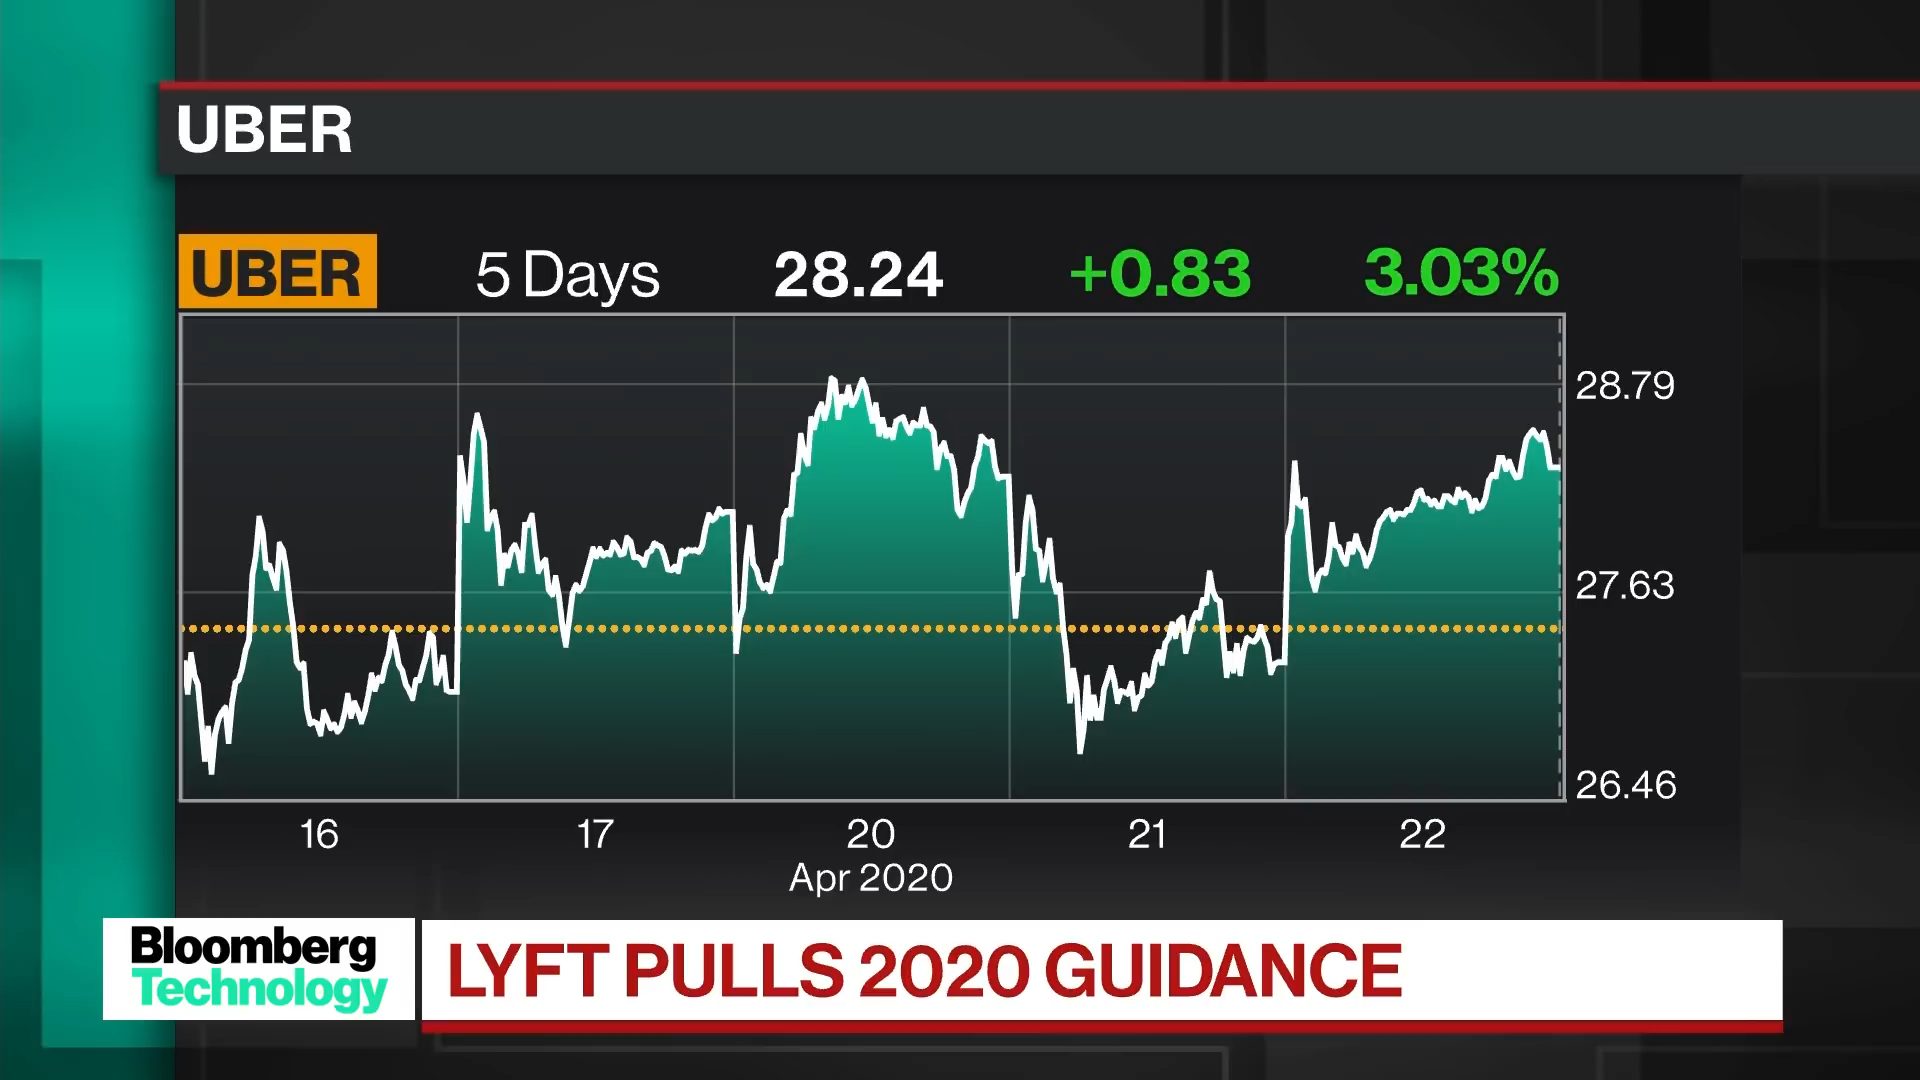 UBER
UBER 5 Days 28.24 +0.83 3.03%
28.79
27.63
26.46
16 17 20 21 22
Apr 2020
Bloomberg
Technology
LYFT PULLS 2020 GUIDANCE